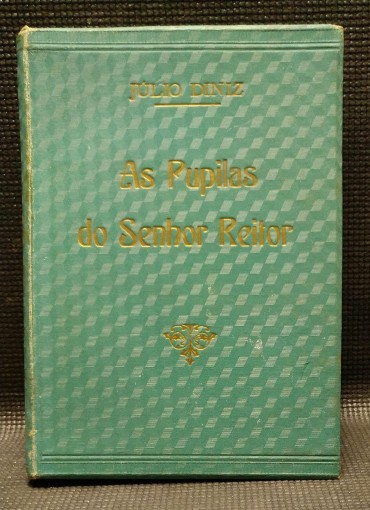 JÚLIO DINIZ
As Pupilas
do Senhor Reitor